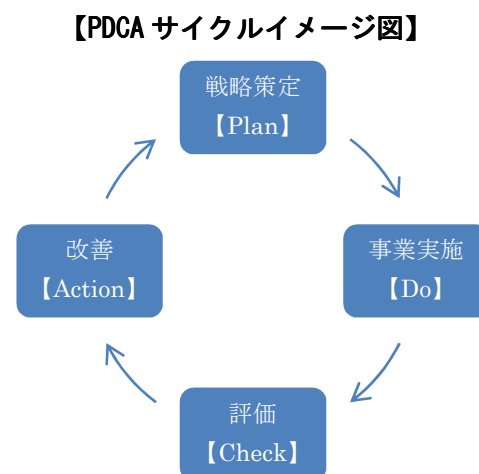 【PDCA サイクルイメージ図】
戦略策定
【Plan】
事業実施
【Do】
評価
【Check】
改善
【Action】